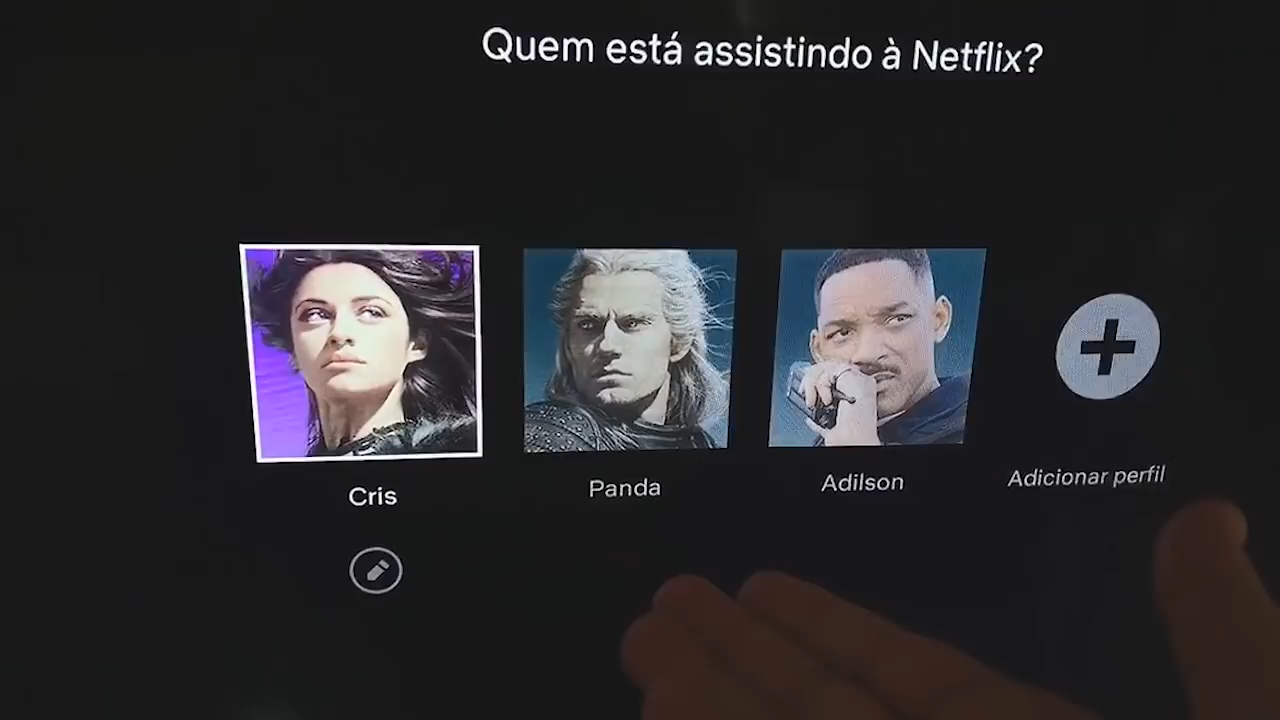 Quem está assistindo à Netflix?
Cris
Panda
Adilson
Adicionar perfil